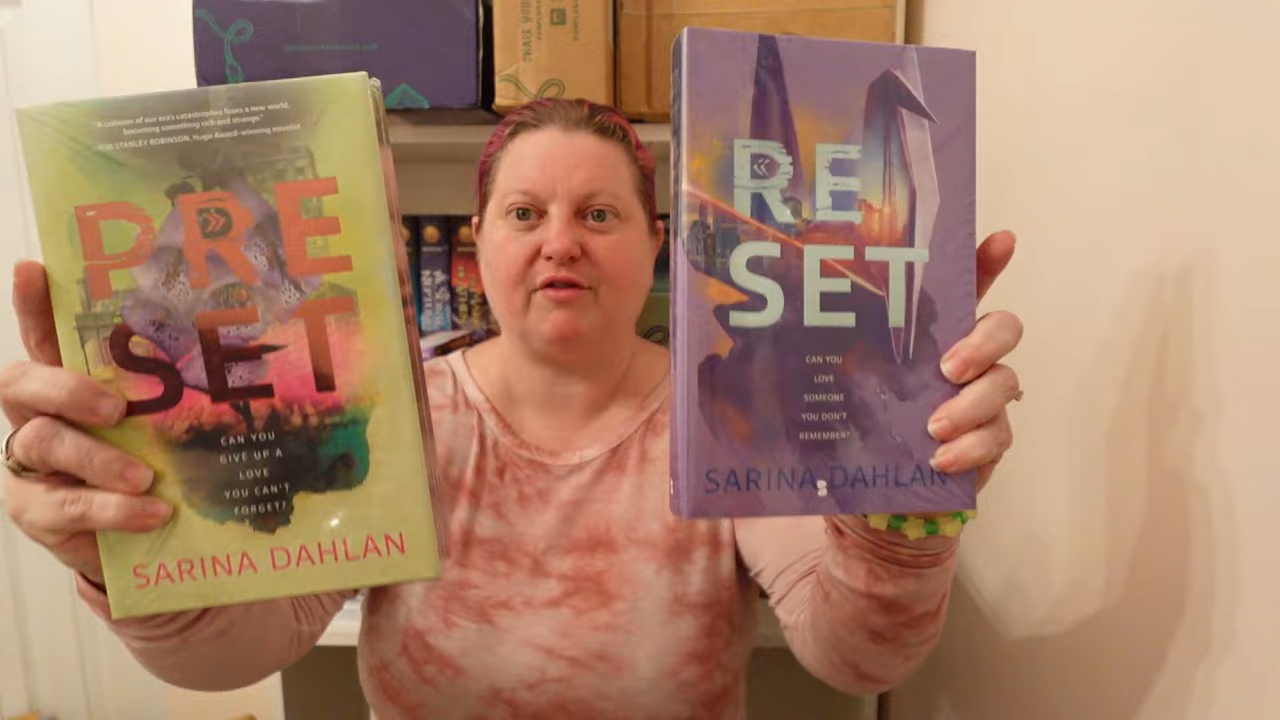 "A collision of our era's catastrophes fuses a new world,
becoming something rich and strange."
KIM STANLEY ROBINSON, Hugo Award–winning novelist
PRE
SET
CAN YOU
GIVE UP A
LOVE
YOU CAN'T
FORGET?
SARINA DAHLAN
RE
SET
CAN YOU
LOVE
SOMEONE
YOU DON'T
REMEMBER?
SARINA DAHLAN